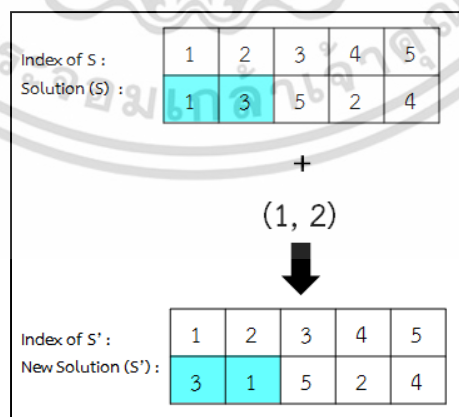 Index of S : 1 2 3 4 5
Solution (S) : 1 3 5 2 4
+
(1, 2)
Index of S' : 1 2 3 4 5
New Solution (S') : 3 1 5 2 4